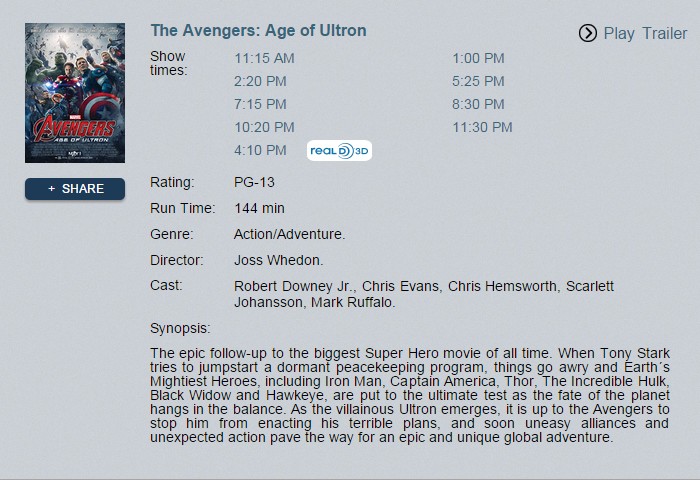 The Avengers: Age of Ultron
Play Trailer
Show times:
11:15 AM 1:00 PM
2:20 PM 5:25 PM
7:15 PM 8:30 PM
10:20 PM 11:30 PM
4:10 PM REAL D 3D
MARVEL
AVENGERS
AGE OF ULTRON
+ SHARE
Rating: PG-13
Run Time: 144 min
Genre: Action/Adventure.
Director: Joss Whedon.
Cast: Robert Downey Jr., Chris Evans, Chris Hemsworth, Scarlett
Johansson, Mark Ruffalo.
Synopsis:
The epic follow-up to the biggest Super Hero movie of all time. When Tony Stark
tries to jumpstart a dormant peacekeeping program, things go awry and Earth´s
Mightiest Heroes, including Iron Man, Captain America, Thor, The Incredible Hulk,
Black Widow and Hawkeye, are put to the ultimate test as the fate of the planet
hangs in the balance. As the villainous Ultron emerges, it is up to the Avengers to
stop him from enacting his terrible plans, and soon uneasy alliances and
unexpected action pave the way for an epic and unique global adventure.